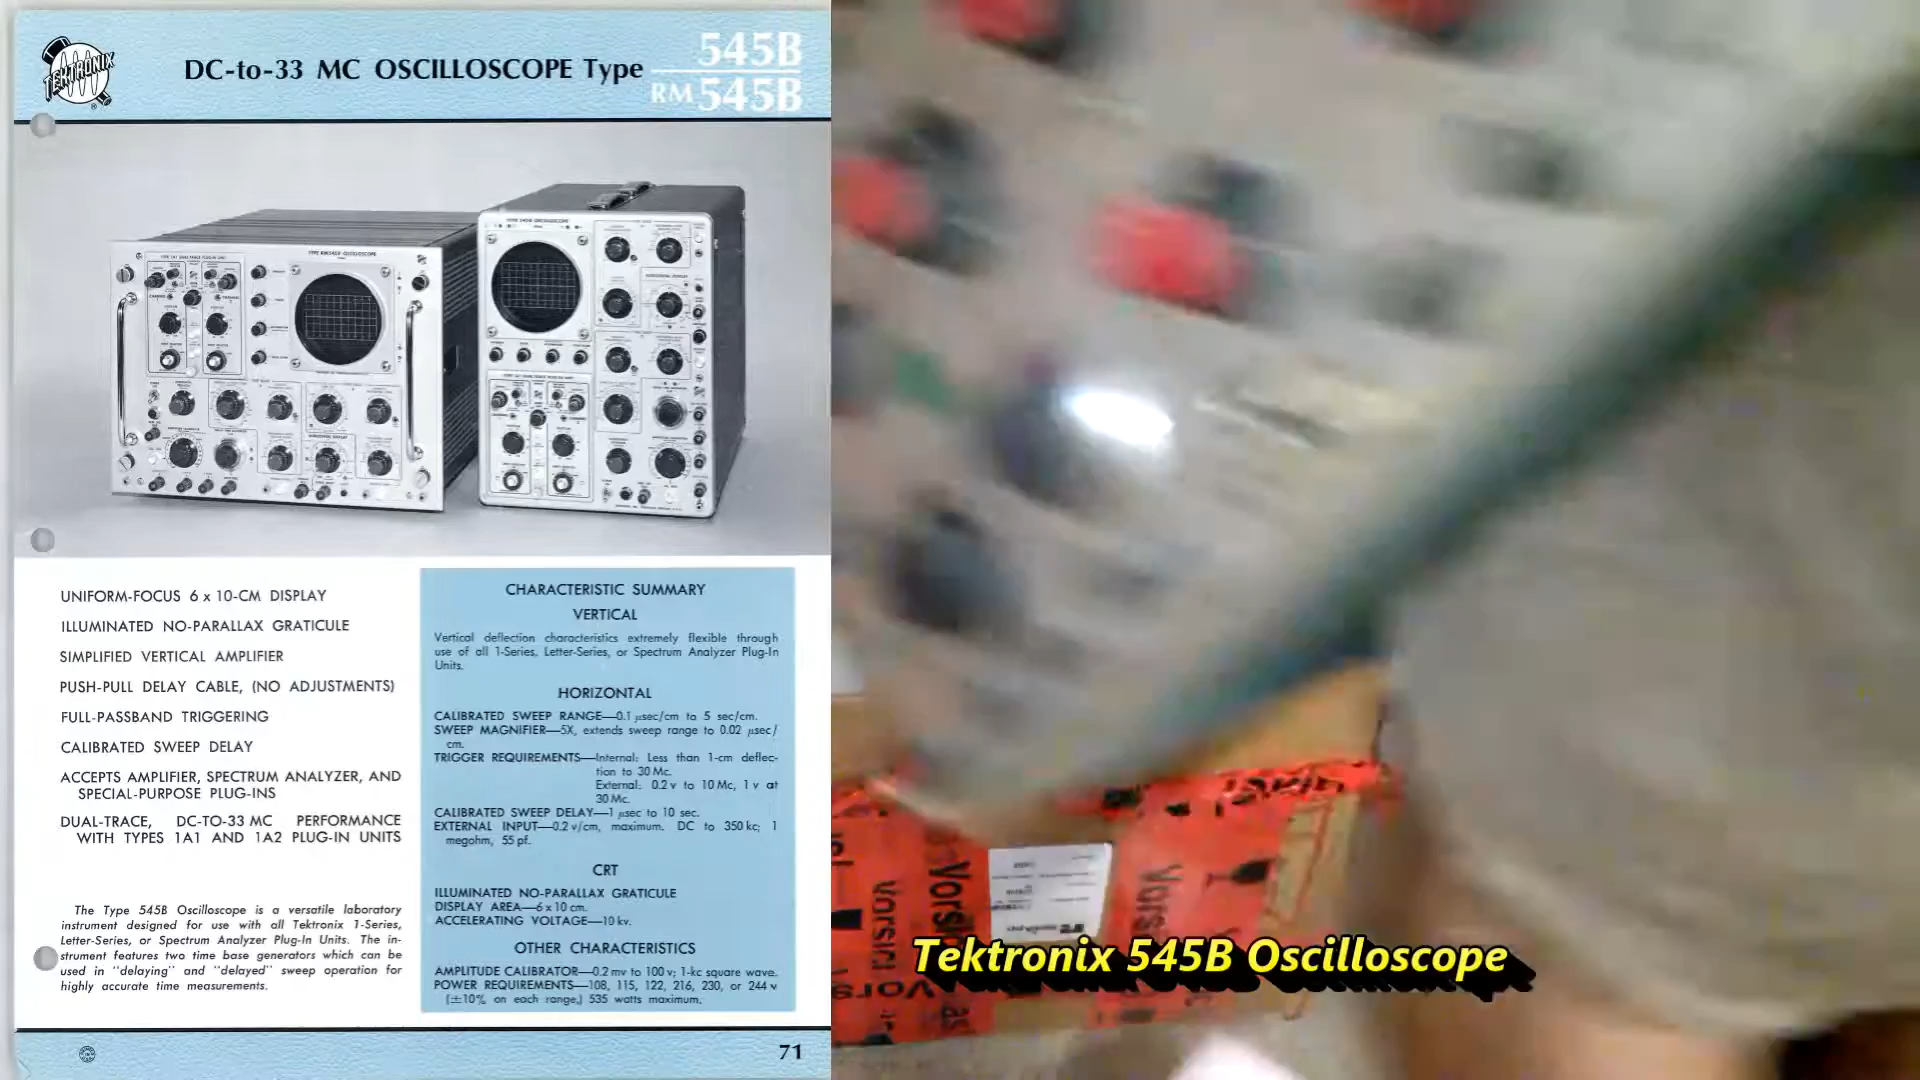 TEKTRONIX
®
DC-to-33 MC OSCILLOSCOPE Type
545B
RM545B
UNIFORM-FOCUS 6 x 10-CM DISPLAY
ILLUMINATED NO-PARALLAX GRATICULE
SIMPLIFIED VERTICAL AMPLIFIER
PUSH-PULL DELAY CABLE, (NO ADJUSTMENTS)
FULL-PASSBAND TRIGGERING
CALIBRATED SWEEP DELAY
ACCEPTS AMPLIFIER, SPECTRUM ANALYZER, AND
SPECIAL-PURPOSE PLUG-INS
DUAL-TRACE, DC-TO-33 MC PERFORMANCE
WITH TYPES 1A1 AND 1A2 PLUG-IN UNITS
The Type 545B Oscilloscope is a versatile laboratory
instrument designed for use with all Tektronix 1-Series,
Letter-Series, or Spectrum Analyzer Plug-In Units. The in-
strument features two time base generators which can be
used in "delaying" and "delayed" sweep operation for
highly accurate time measurements.
CHARACTERISTIC SUMMARY
VERTICAL
Vertical deflection characteristics extremely flexible through
use of all 1-Series, Letter-Series, or Spectrum Analyzer Plug-In
Units.
HORIZONTAL
CALIBRATED SWEEP RANGE—0.1 μsec/cm to 5 sec/cm.
SWEEP MAGNIFIER—5X, extends sweep range to 0.02 μsec/
cm.
TRIGGER REQUIREMENTS—Internal: Less than 1-cm deflec-
tion to 30 Mc.
External: 0.2 v to 10 Mc, 1 v at
30 Mc.
CALIBRATED SWEEP DELAY—1 μsec to 10 sec.
EXTERNAL INPUT—0.2 v/cm, maximum. DC to 350 kc; 1
megohm, 55 pf.
CRT
ILLUMINATED NO-PARALLAX GRATICULE
DISPLAY AREA—6 x 10 cm.
ACCELERATING VOLTAGE—10 kv.
OTHER CHARACTERISTICS
AMPLITUDE CALIBRATOR—0.2 mv to 100 v; 1-kc square wave.
POWER REQUIREMENTS—108, 115, 122, 216, 230, or 244 v
(±10% on each range,) 535 watts maximum.
71
Tektronix 545B Oscilloscope